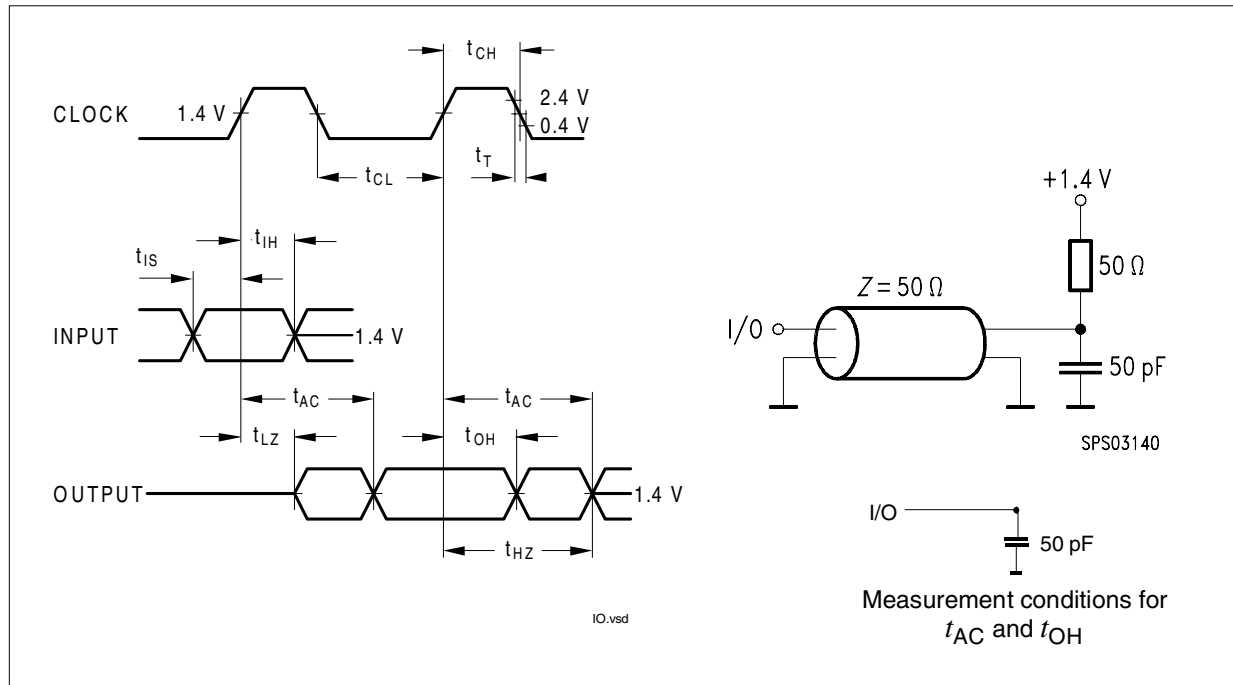 t_CH
CLOCK
1.4 V
2.4 V
0.4 V
t_T
t_CL
t_IS
t_IH
INPUT
1.4 V
t_AC
t_AC
t_LZ
t_OH
OUTPUT
1.4 V
t_HZ
IO.vsd
+1.4 V
50 Ω
Z = 50 Ω
I/O
50 pF
SPS03140
I/O
50 pF
Measurement conditions for
t_AC and t_OH